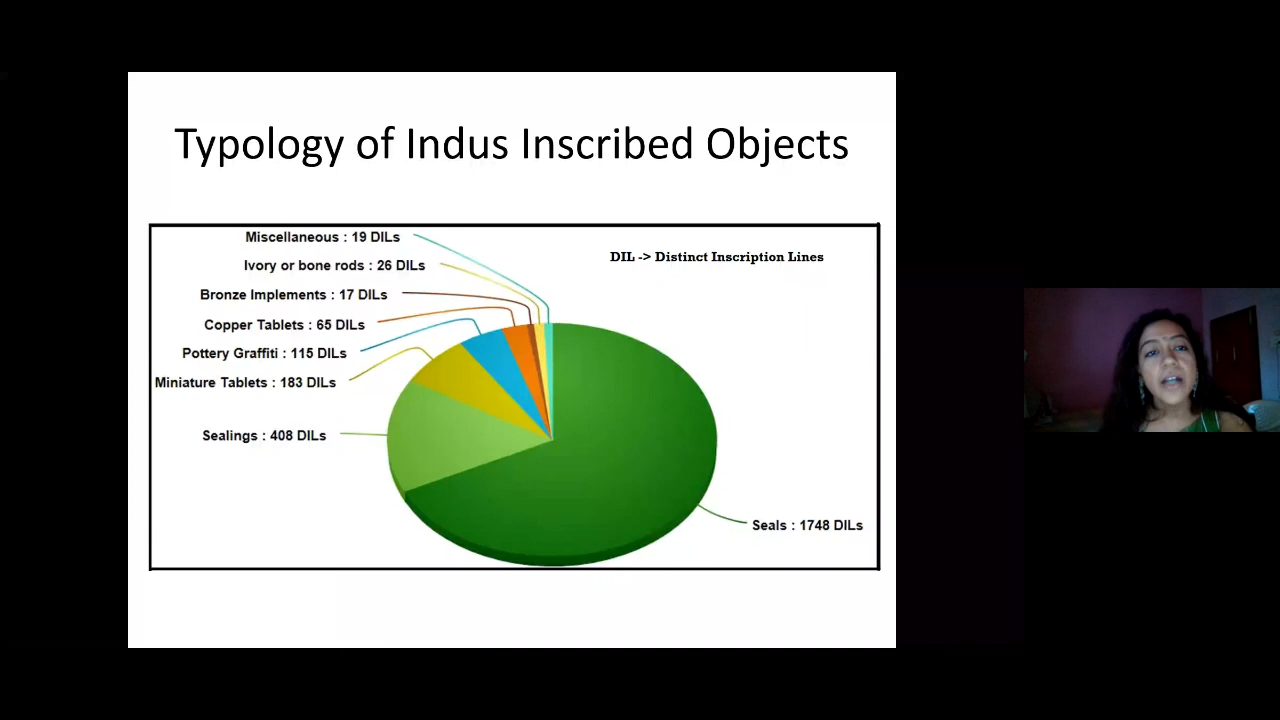 Typology of Indus Inscribed Objects
Miscellaneous : 19 DILs
DIL -> Distinct Inscription Lines
Ivory or bone rods : 26 DILs
Bronze Implements : 17 DILs
Copper Tablets : 65 DILs
Pottery Graffiti : 115 DILs
Miniature Tablets : 183 DILs
Sealings : 408 DILs
Seals : 1748 DILs